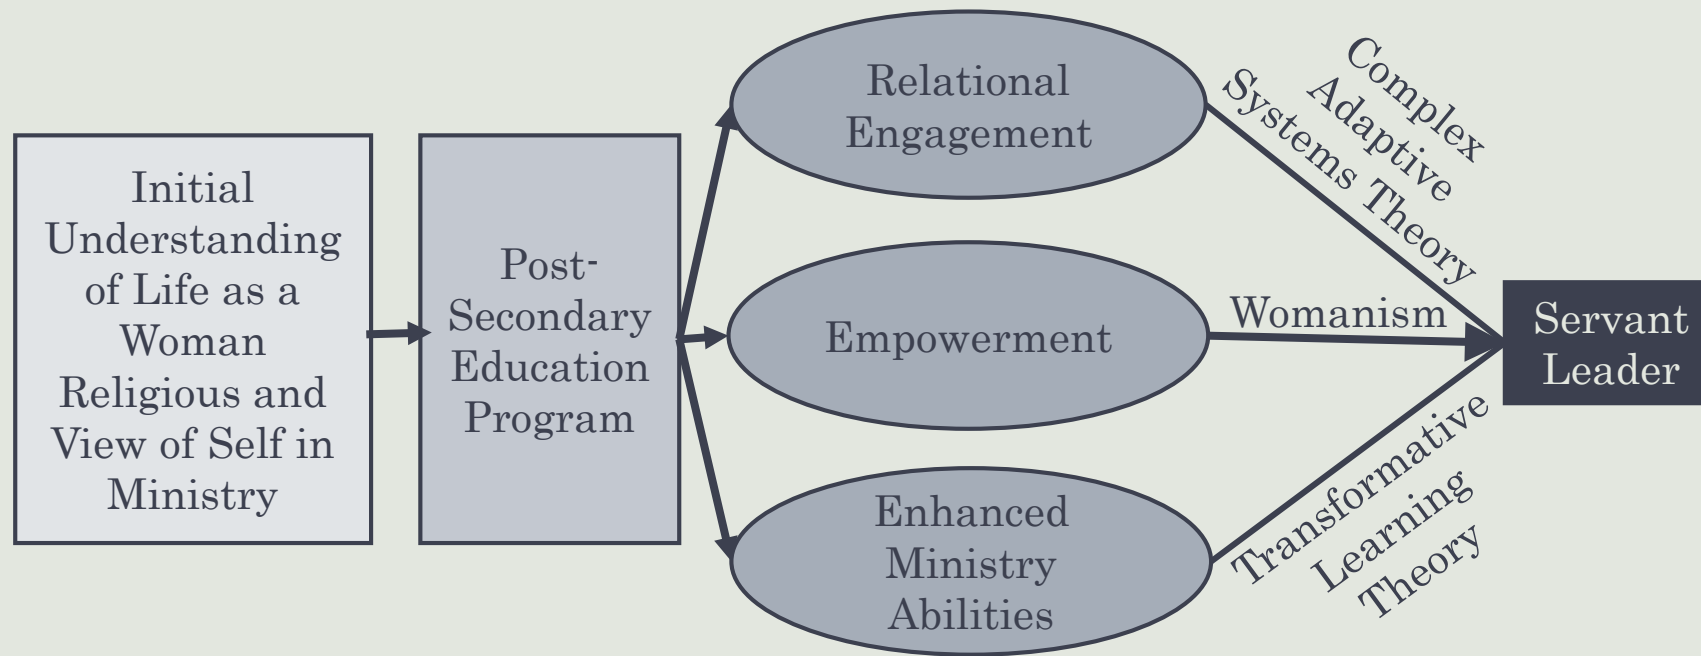 Initial
Understanding
of Life as a
Woman
Religious and
View of Self in
Ministry
Post-
Secondary
Education
Program
Relational
Engagement
Empowerment
Enhanced
Ministry
Abilities
Complex
Adaptive
Systems Theory
Womanism
Transformative
Learning
Theory
Servant
Leader